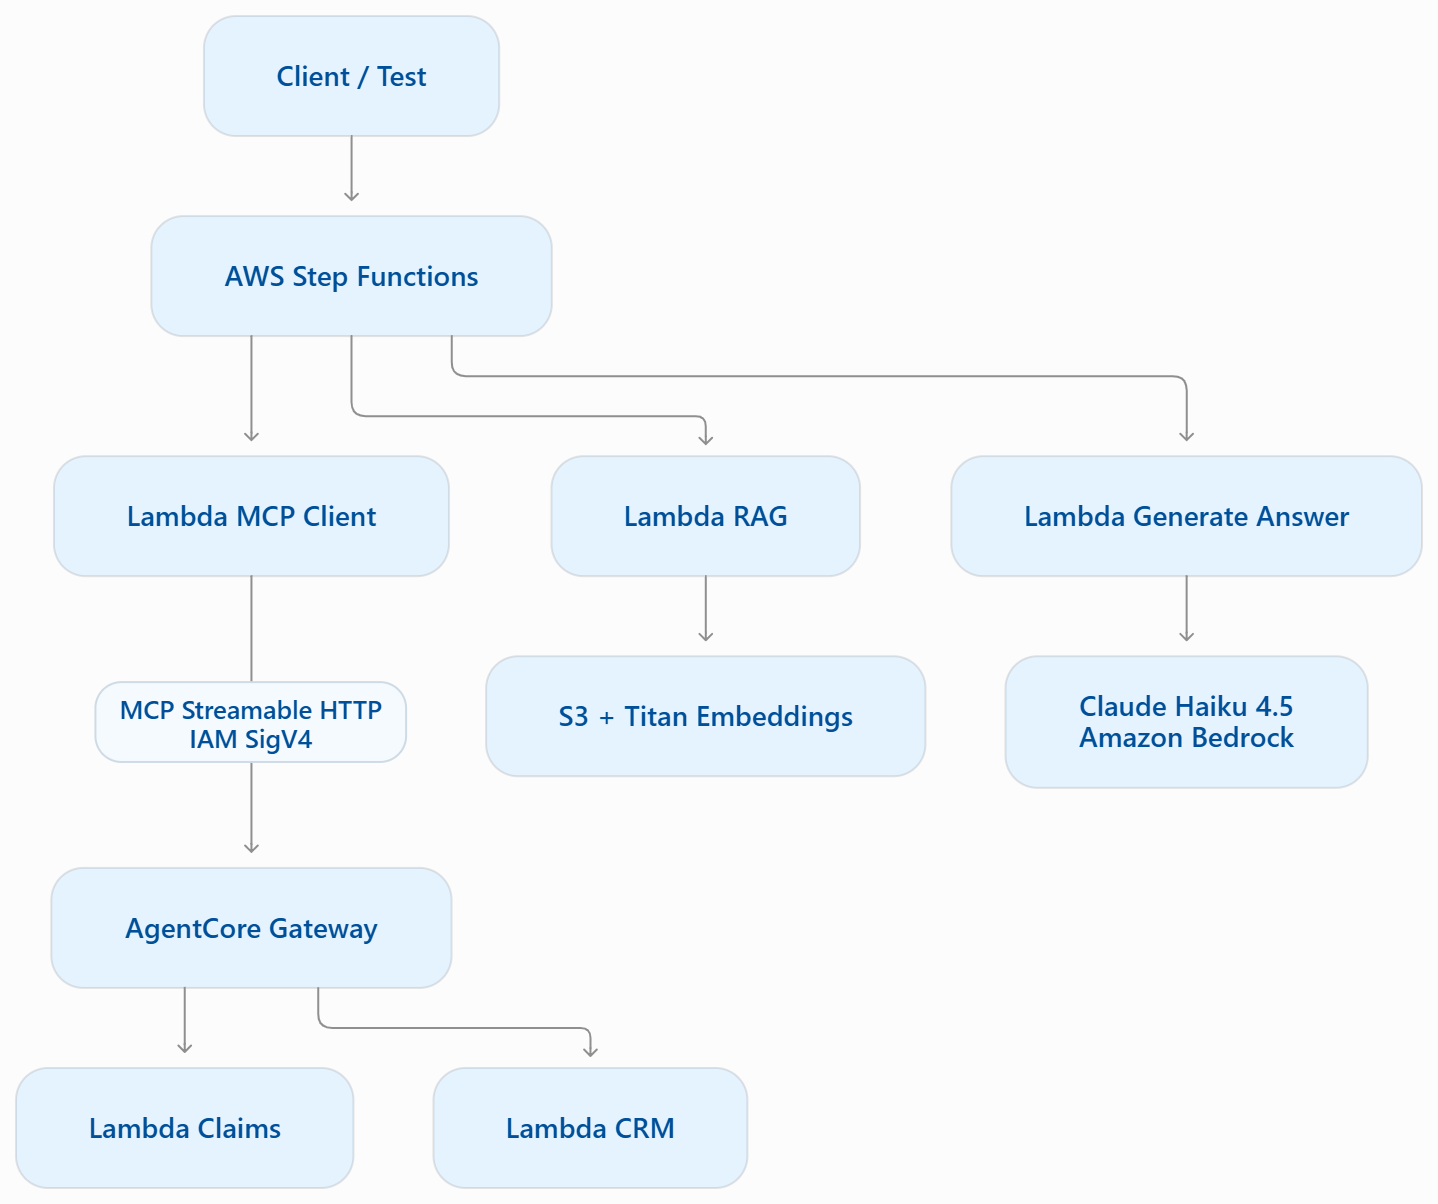 Client / Test
AWS Step Functions
Lambda MCP Client
Lambda RAG
Lambda Generate Answer
MCP Streamable HTTP
IAM SigV4
S3 + Titan Embeddings
Claude Haiku 4.5
Amazon Bedrock
AgentCore Gateway
Lambda Claims
Lambda CRM